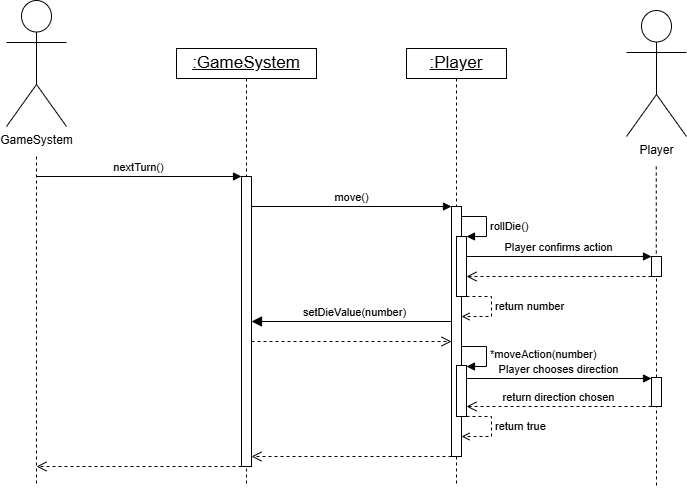 :GameSystem
:Player
GameSystem
Player
nextTurn()
move()
rollDie()
Player confirms action
return number
setDieValue(number)
*moveAction(number)
Player chooses direction
return direction chosen
return true